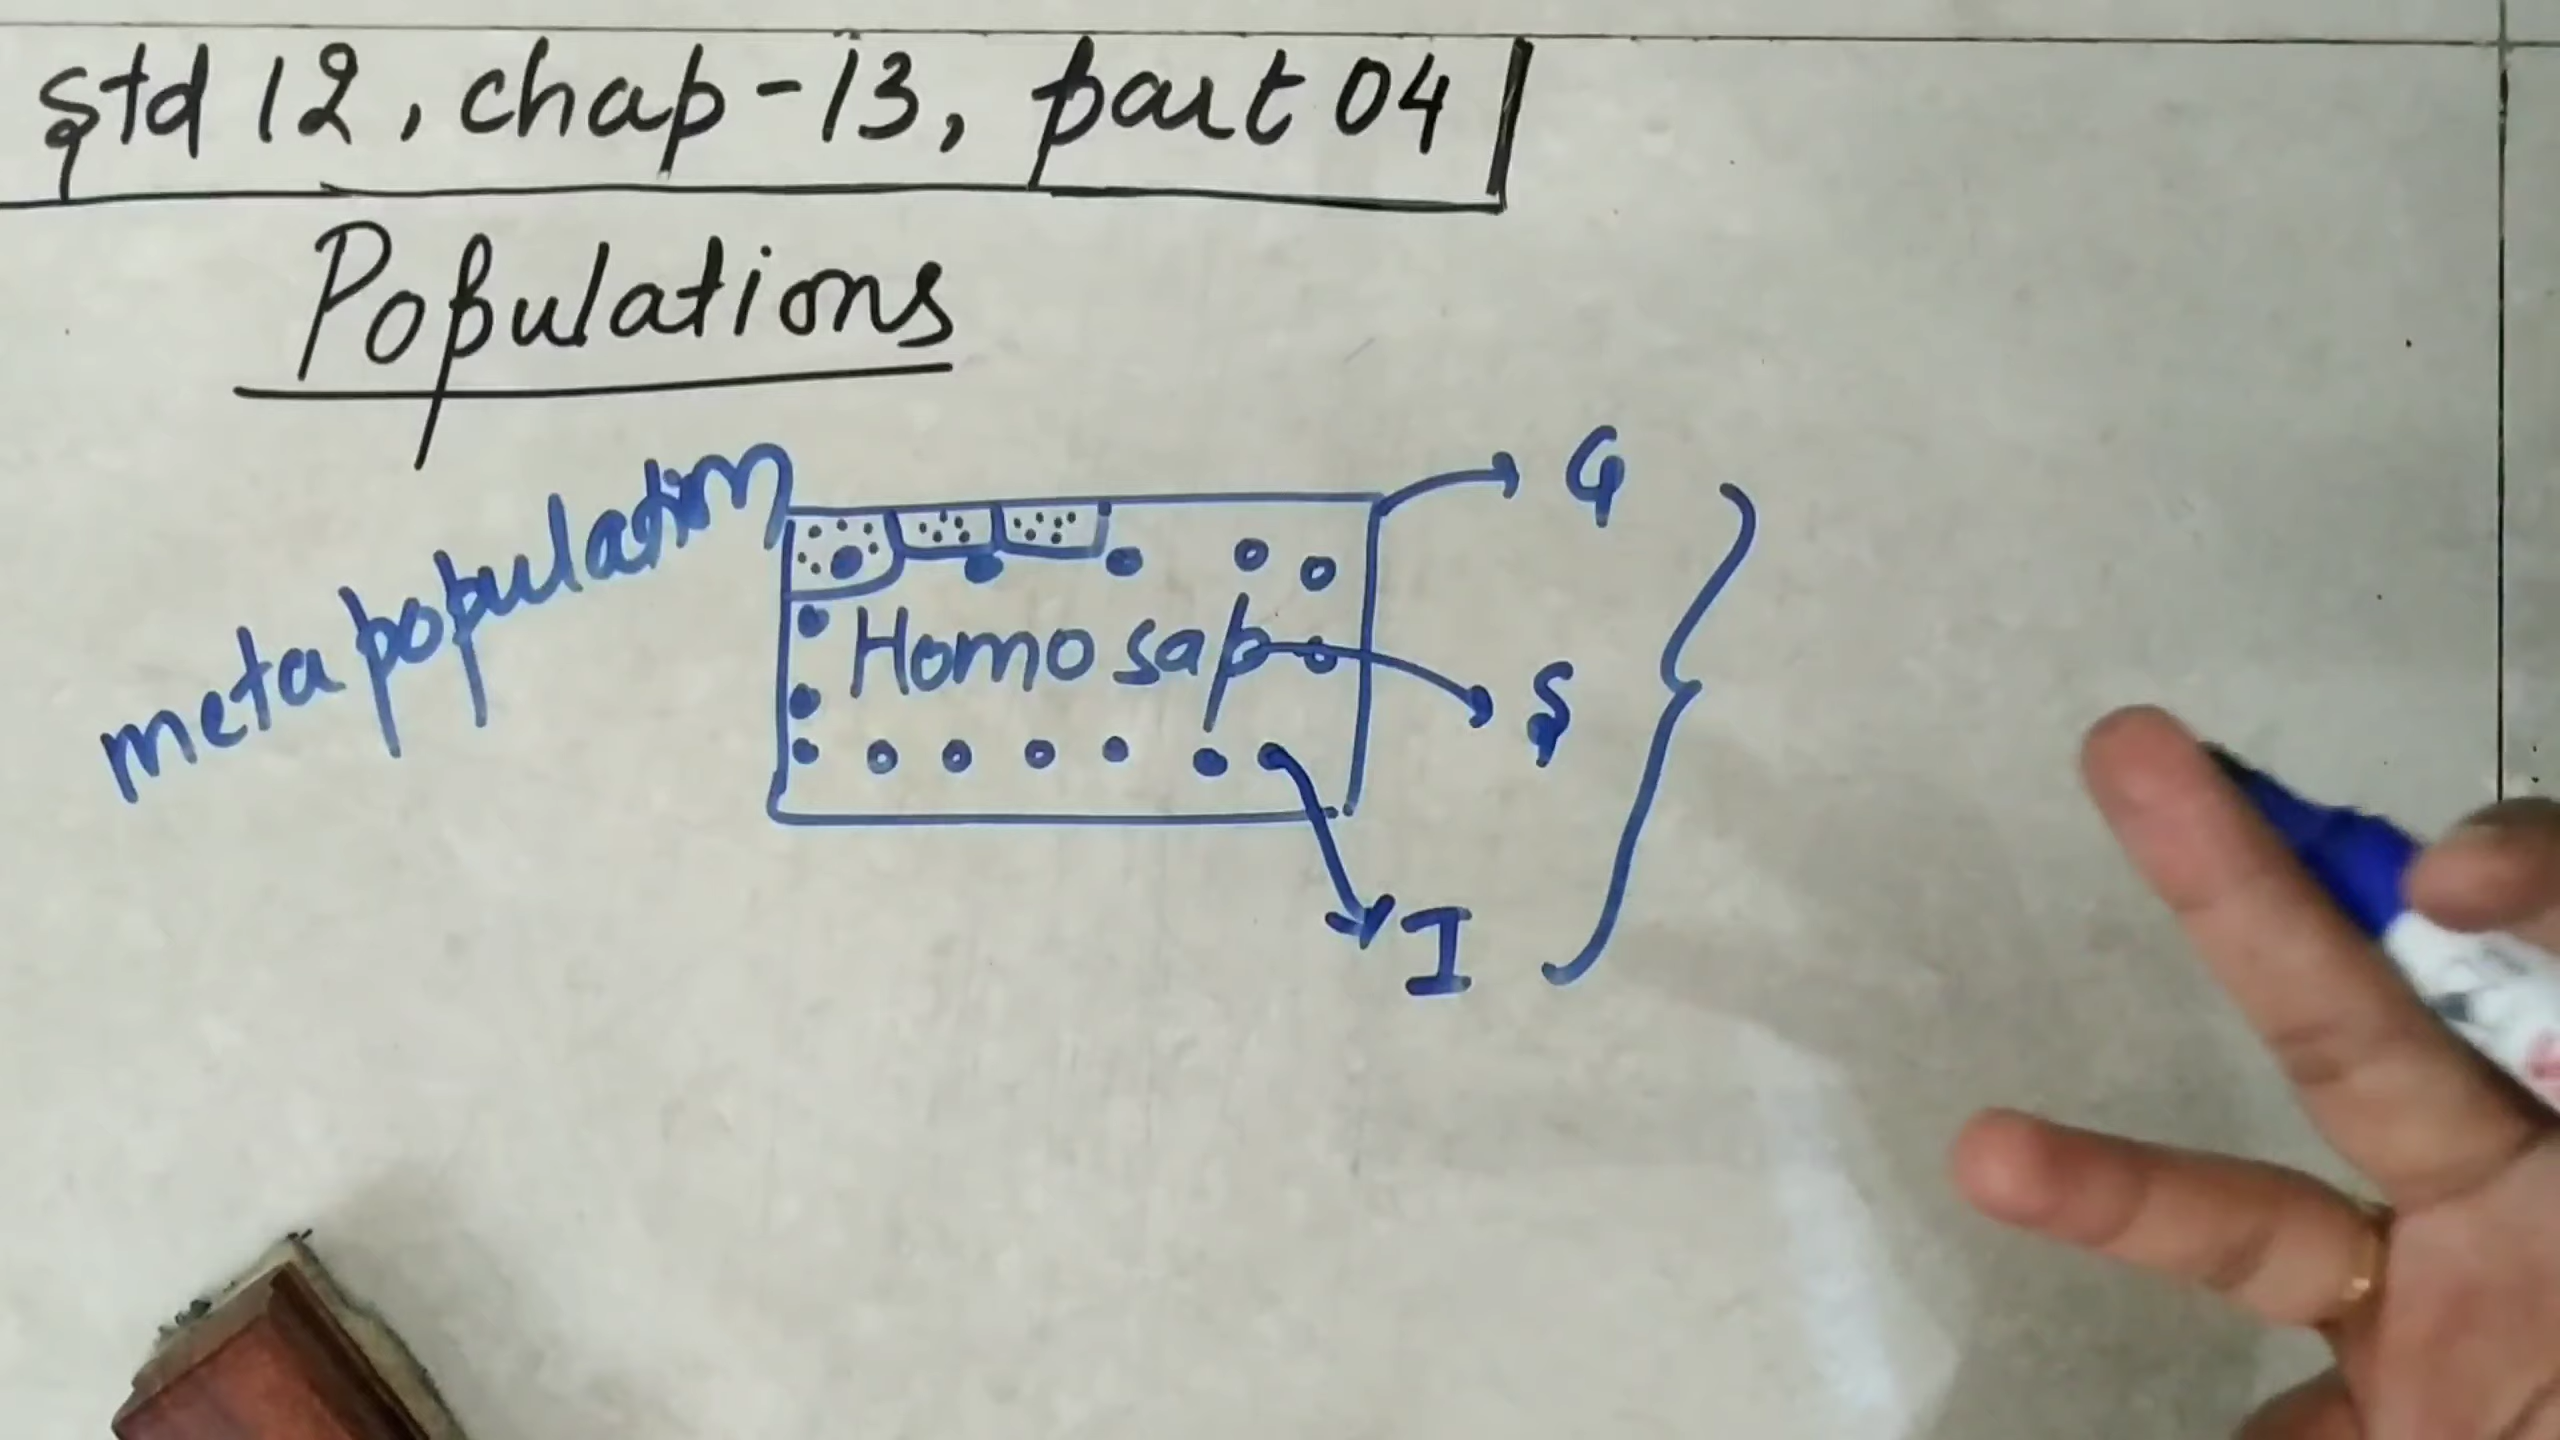 std 12, chap-13, part 04
Populations
metapopulation
G
Homo sap
S
I